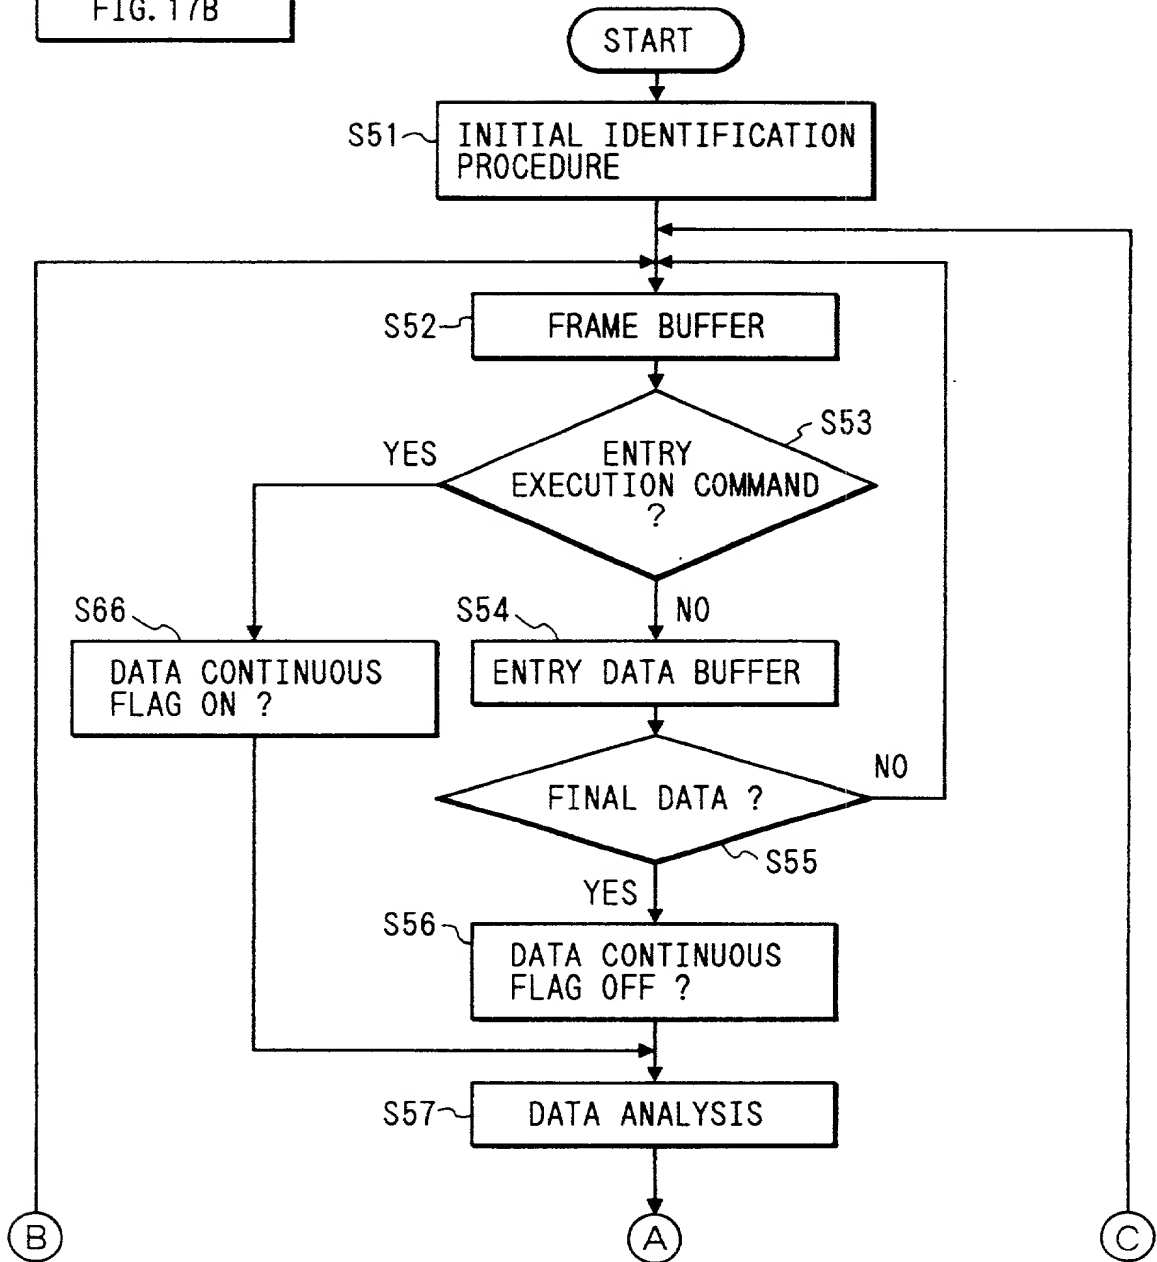 FIG. 17B
START
S51
INITIAL IDENTIFICATION
PROCEDURE
S52
FRAME BUFFER
S53
YES
ENTRY
EXECUTION COMMAND
?
S66
S54
NO
DATA CONTINUOUS
FLAG ON ?
ENTRY DATA BUFFER
NO
FINAL DATA ?
S55
YES
S56
DATA CONTINUOUS
FLAG OFF ?
S57
DATA ANALYSIS
B
A
C